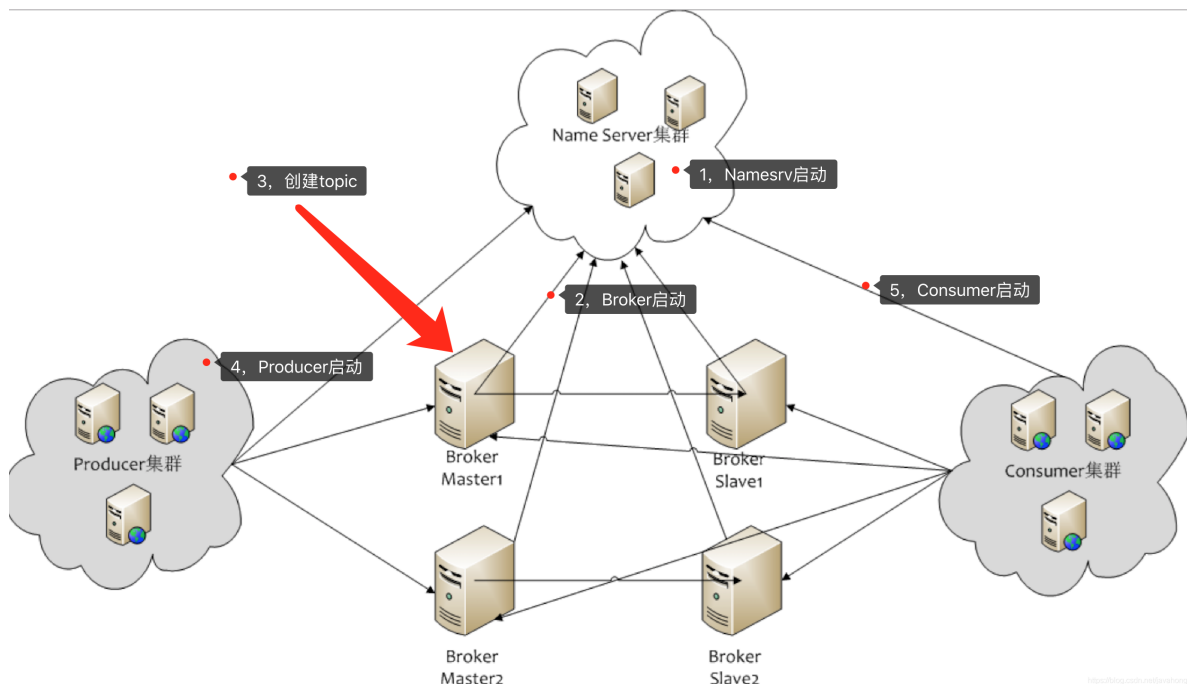 Name Server集群
1，Namesrv启动
3，创建topic
2，Broker启动
5，Consumer启动
4，Producer启动
Producer集群
Broker
Master1
Broker
Slave1
Consumer集群
Broker
Master2
Broker
Slave2